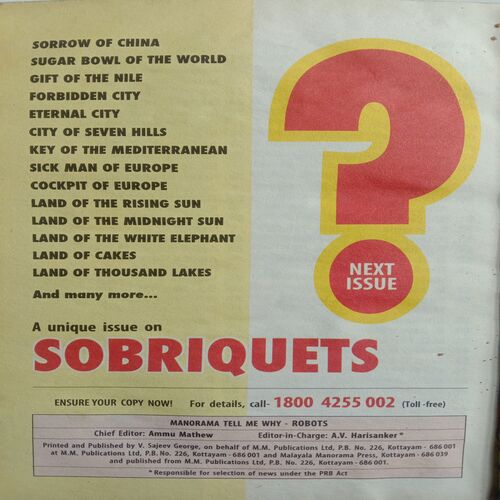 SORROW OF CHINA
SUGAR BOWL OF THE WORLD
GIFT OF THE NILE
FORBIDDEN CITY
ETERNAL CITY
CITY OF SEVEN HILLS
KEY OF THE MEDITERRANEAN
SICK MAN OF EUROPE
COCKPIT OF EUROPE
LAND OF THE RISING SUN
LAND OF THE MIDNIGHT SUN
LAND OF THE WHITE ELEPHANT
LAND OF CAKES
LAND OF THOUSAND LAKES
And many more...
?
NEXT
ISSUE
A unique issue on
SOBRIQUETS
ENSURE YOUR COPY NOW! For details, call- 1800 4255 002 (Toll-free)
MANORAMA TELL ME WHY - ROBOTS
Chief Editor: Ammu Mathew Editor-in-Charge: A.V. Harisanker*
Printed and Published by V. Sajeev George, on behalf of M.M. Publications Ltd, P.B. No. 226, Kottayam - 686 001
at M.M. Publications Ltd, P.B. No. 226, Kottayam - 686 001 and Malayala Manorama Press, Kottayam - 686 039
and published from M.M. Publications Ltd, P.B. No. 226, Kottayam - 686 001.
*Responsible for selection of news under the PRB Act